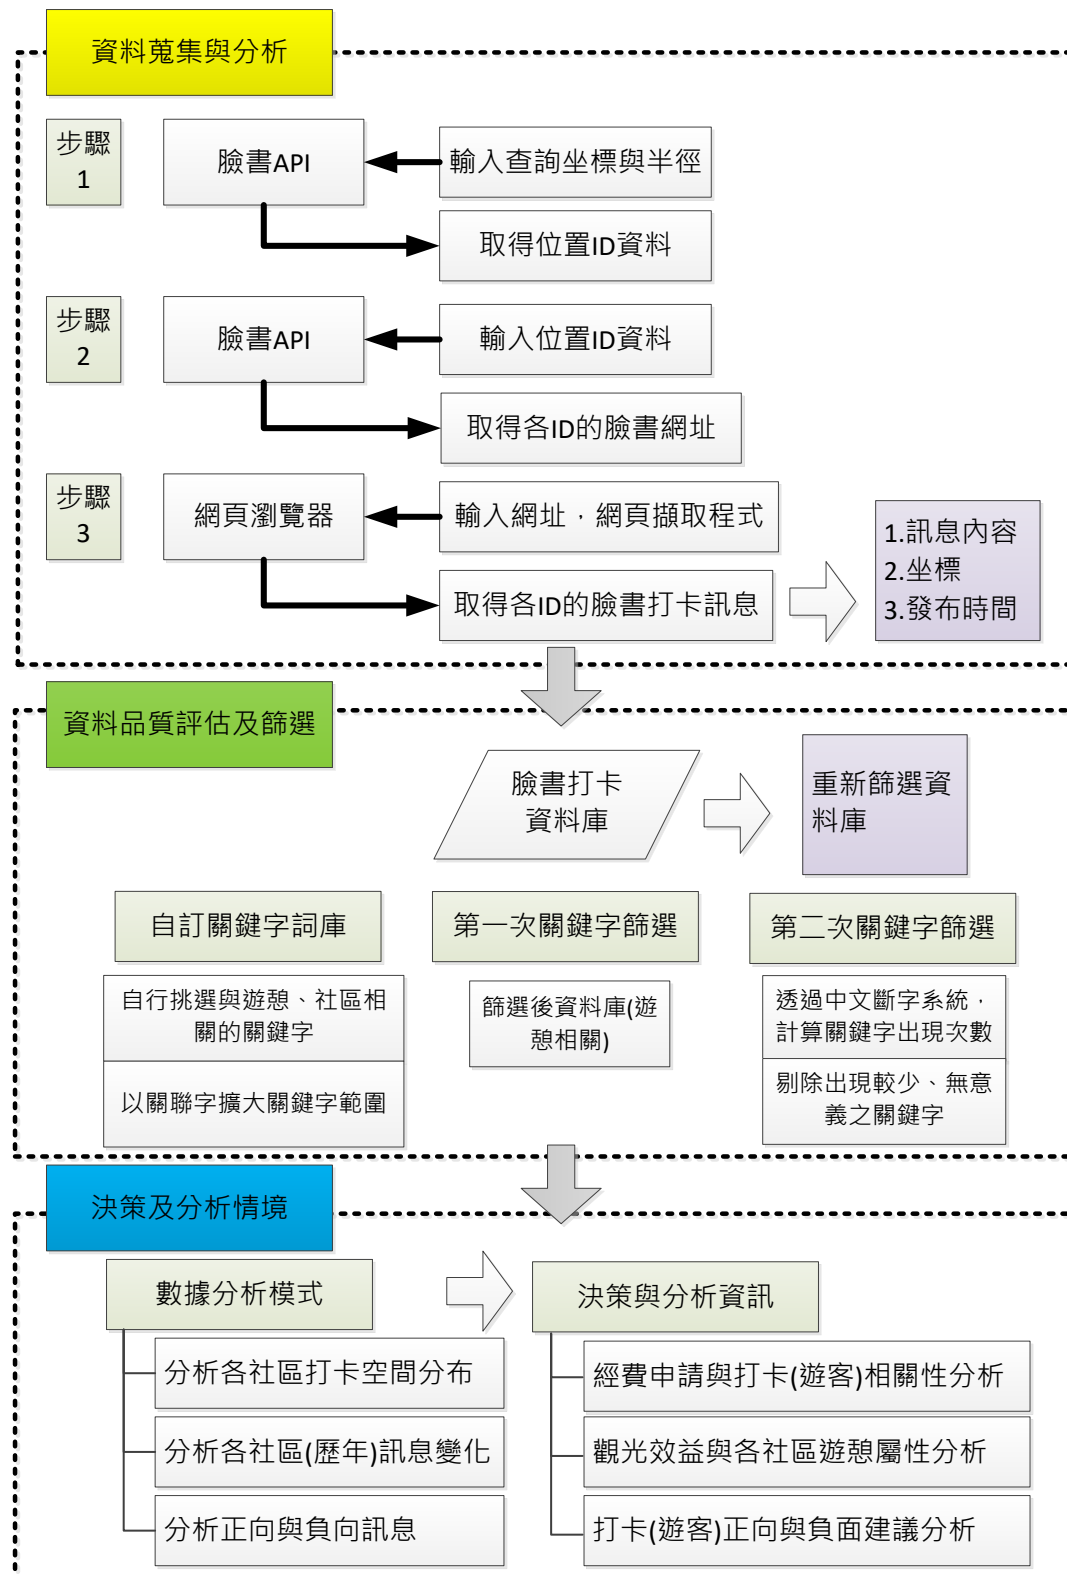 資料蒐集與分析
步驟
1
臉書API
輸入查詢坐標與半徑
取得位置ID資料
步驟
2
臉書API
輸入位置ID資料
取得各ID的臉書網址
步驟
3
網頁瀏覽器
輸入網址，網頁擷取程式
取得各ID的臉書打卡訊息
1.訊息內容
2.坐標
3.發布時間
資料品質評估及篩選
臉書打卡
資料庫
重新篩選資
料庫
自訂關鍵字詞庫
第一次關鍵字篩選
第二次關鍵字篩選
自行挑選與遊憩、社區相
關的關鍵字
以關聯字擴大關鍵字範圍
篩選後資料庫(遊
憩相關)
透過中文斷字系統，
計算關鍵字出現次數
剔除出現較少、無意
義之關鍵字
決策及分析情境
數據分析模式
分析各社區打卡空間分布
分析各社區(歷年)訊息變化
分析正向與負向訊息
決策與分析資訊
經費申請與打卡(遊客)相關性分析
觀光效益與各社區遊憩屬性分析
打卡(遊客)正向與負面建議分析